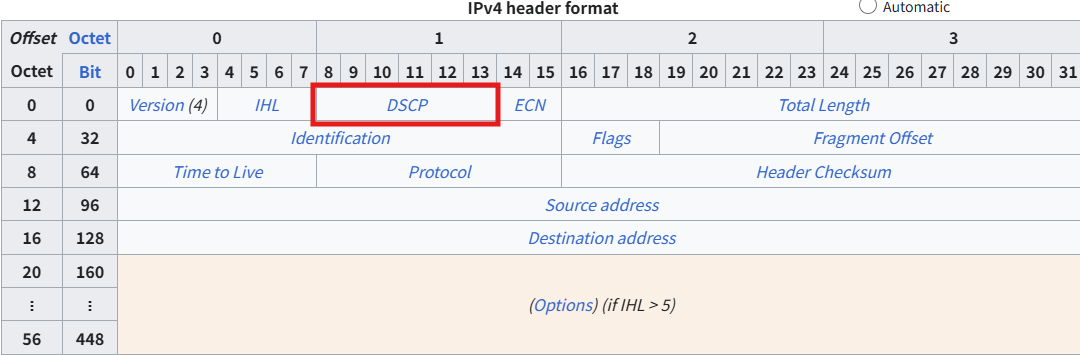 IPv4 header format
Automatic
Offset Octet 0 1 2 3
Octet Bit 0 1 2 3 4 5 6 7 8 9 10 11 12 13 14 15 16 17 18 19 20 21 22 23 24 25 26 27 28 29 30 31
0 0 Version (4) IHL DSCP ECN Total Length
4 32 Identification Flags Fragment Offset
8 64 Time to Live Protocol Header Checksum
12 96 Source address
16 128 Destination address
20 160
⋮ ⋮ (Options) (if IHL > 5)
56 448